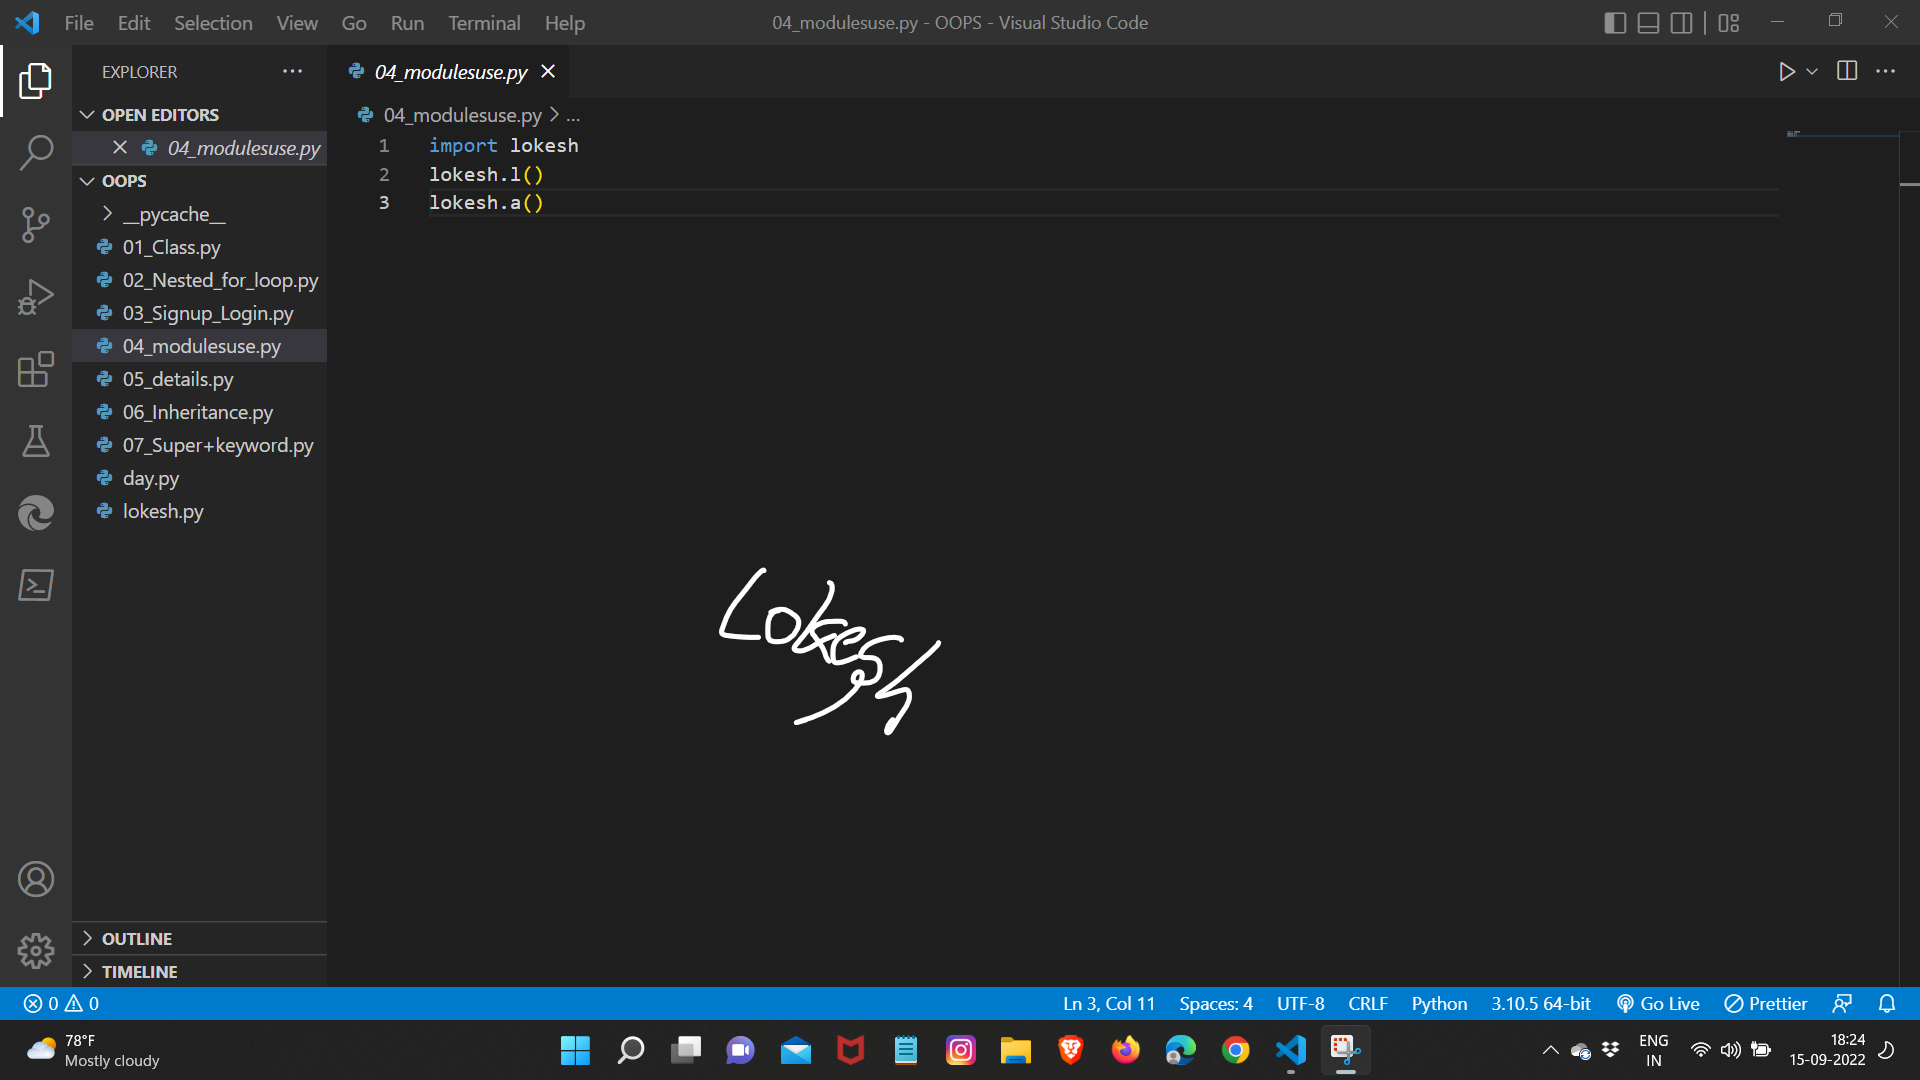 File Edit Selection View Go Run Terminal Help
04_modulesuse.py - OOPS - Visual Studio Code
EXPLORER
OPEN EDITORS
04_modulesuse.py
OOPS
__pycache__
01_Class.py
02_Nested_for_loop.py
03_Signup_Login.py
04_modulesuse.py
05_details.py
06_Inheritance.py
07_Super+keyword.py
day.py
lokesh.py
OUTLINE
TIMELINE
04_modulesuse.py
04_modulesuse.py > ...
1 import lokesh
2 lokesh.l()
3 lokesh.a()
Lokesh
0 0
Ln 3, Col 11 Spaces: 4 UTF-8 CRLF Python 3.10.5 64-bit Go Live Prettier
78°F
Mostly cloudy
ENG
IN
18:24
15-09-2022